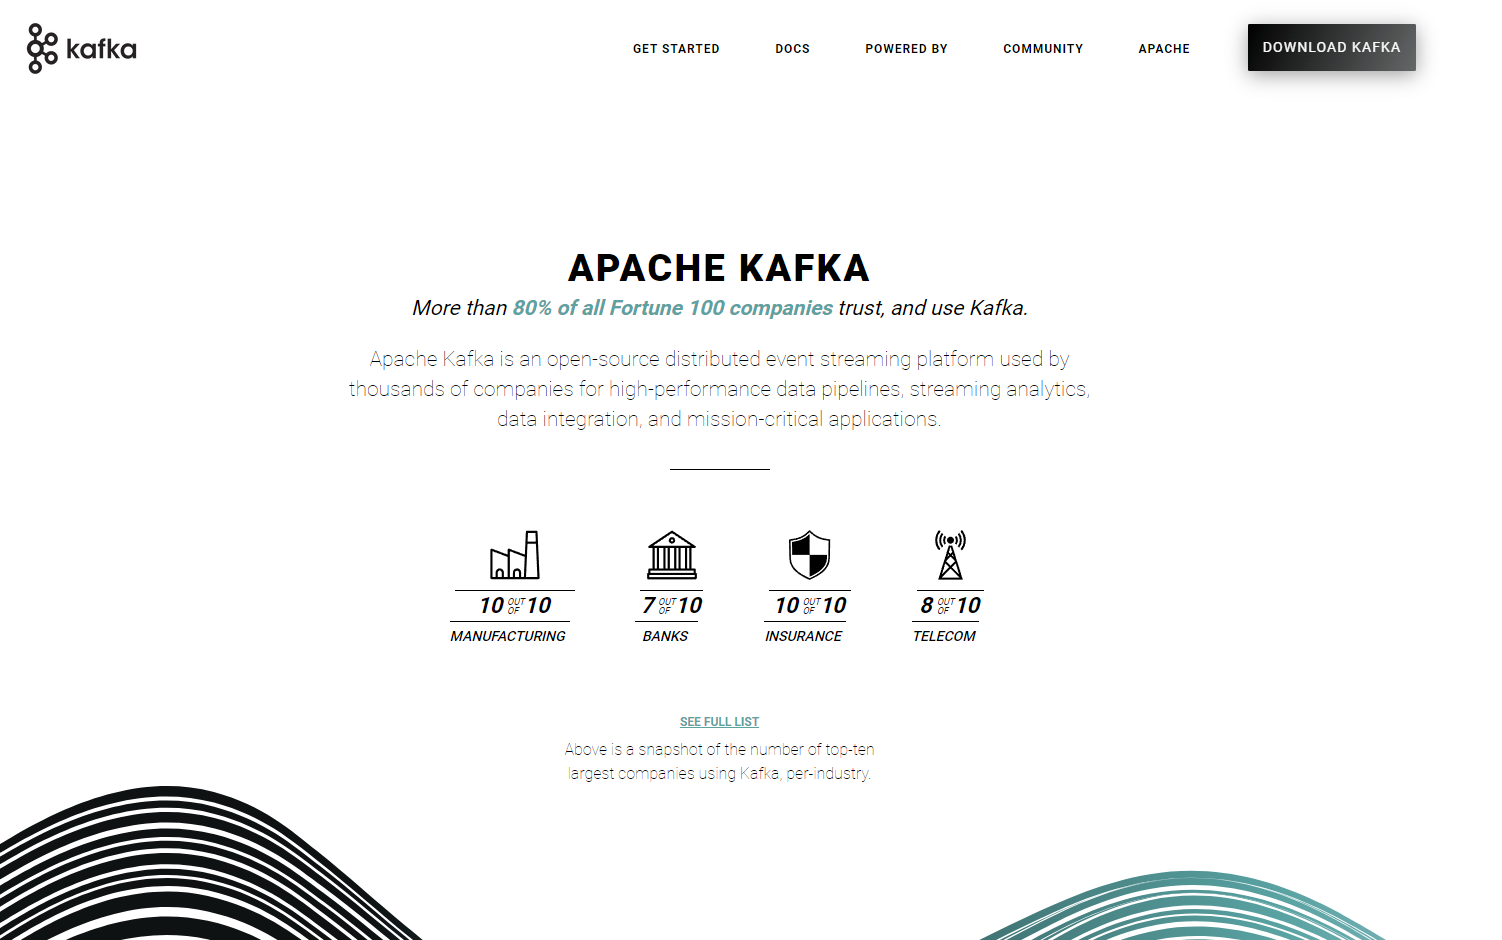 kafka
GET STARTED DOCS POWERED BY COMMUNITY APACHE DOWNLOAD KAFKA
APACHE KAFKA
More than 80% of all Fortune 100 companies trust, and use Kafka.
Apache Kafka is an open-source distributed event streaming platform used by
thousands of companies for high-performance data pipelines, streaming analytics,
data integration, and mission-critical applications.
10 OUT OF 10
MANUFACTURING
7 OUT OF 10
BANKS
10 OUT OF 10
INSURANCE
8 OUT OF 10
TELECOM
SEE FULL LIST
Above is a snapshot of the number of top-ten
largest companies using Kafka, per-industry.